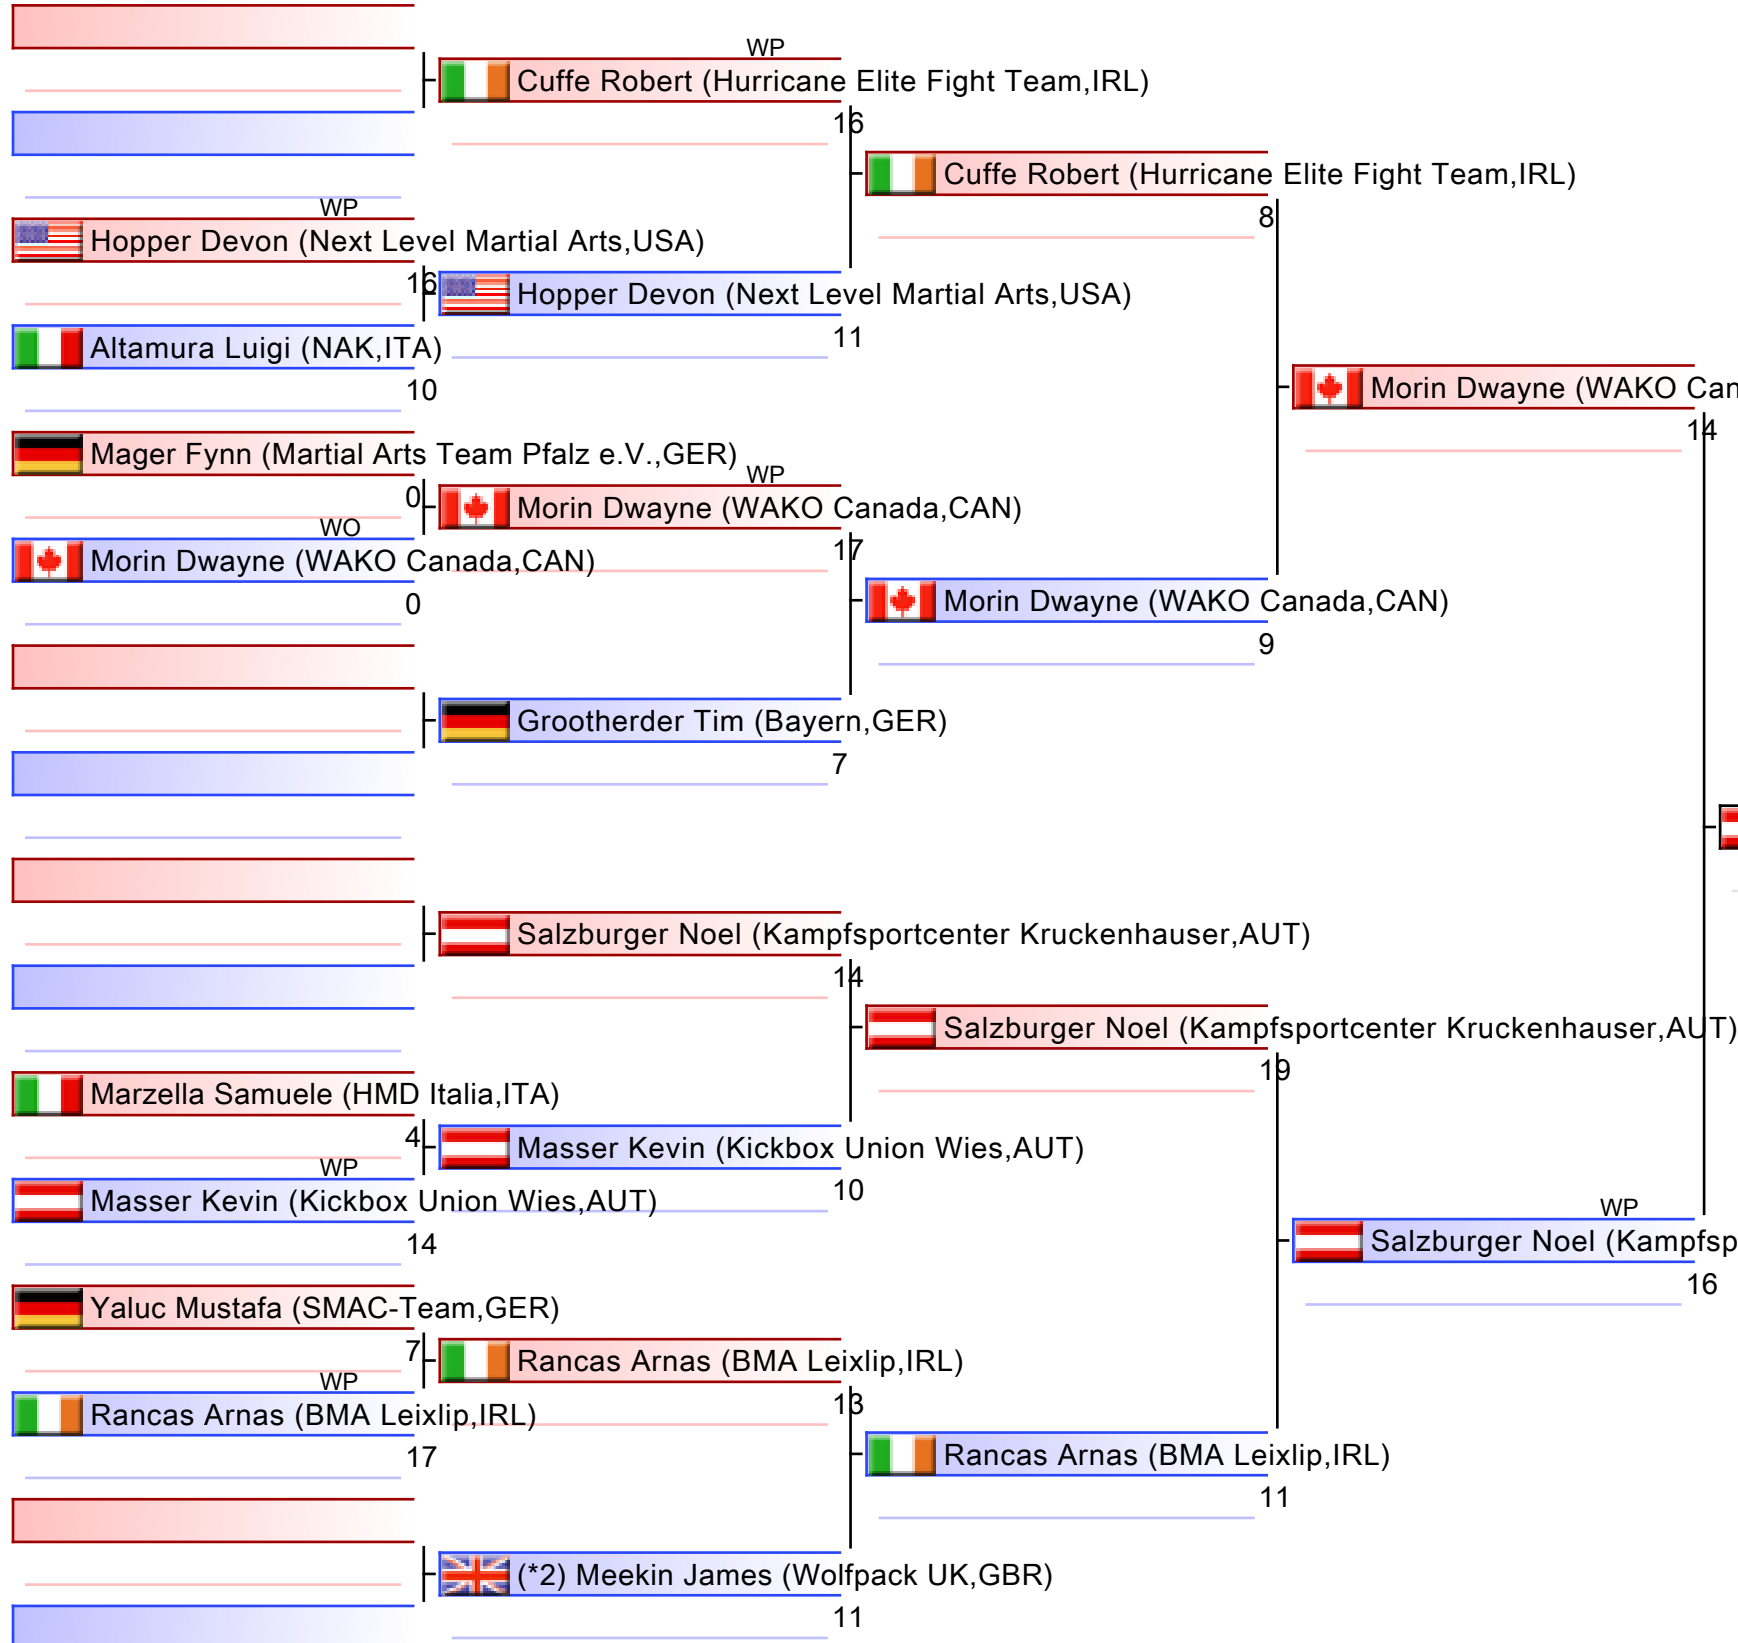 WP
Cuffe Robert (Hurricane Elite Fight Team,IRL)
16
Cuffe Robert (Hurricane Elite Fight Team,IRL)
8
WP
Hopper Devon (Next Level Martial Arts,USA)
16
Hopper Devon (Next Level Martial Arts,USA)
11
Altamura Luigi (NAK,ITA)
10
Morin Dwayne (WAKO Can
14
Mager Fynn (Martial Arts Team Pfalz e.V.,GER)
0
WP
Morin Dwayne (WAKO Canada,CAN)
17
WO
Morin Dwayne (WAKO Canada,CAN)
0
Morin Dwayne (WAKO Canada,CAN)
9
Grootherder Tim (Bayern,GER)
7
Salzburger Noel (Kampfsportcenter Kruckenhauser,AUT)
14
Salzburger Noel (Kampfsportcenter Kruckenhauser,AUT)
19
Marzella Samuele (HMD Italia,ITA)
4
Masser Kevin (Kickbox Union Wies,AUT)
10
WP
Masser Kevin (Kickbox Union Wies,AUT)
14
WP
Salzburger Noel (Kampfsp
16
Yaluc Mustafa (SMAC-Team,GER)
7
Rancas Arnas (BMA Leixlip,IRL)
13
WP
Rancas Arnas (BMA Leixlip,IRL)
17
Rancas Arnas (BMA Leixlip,IRL)
11
(*2) Meekin James (Wolfpack UK,GBR)
11